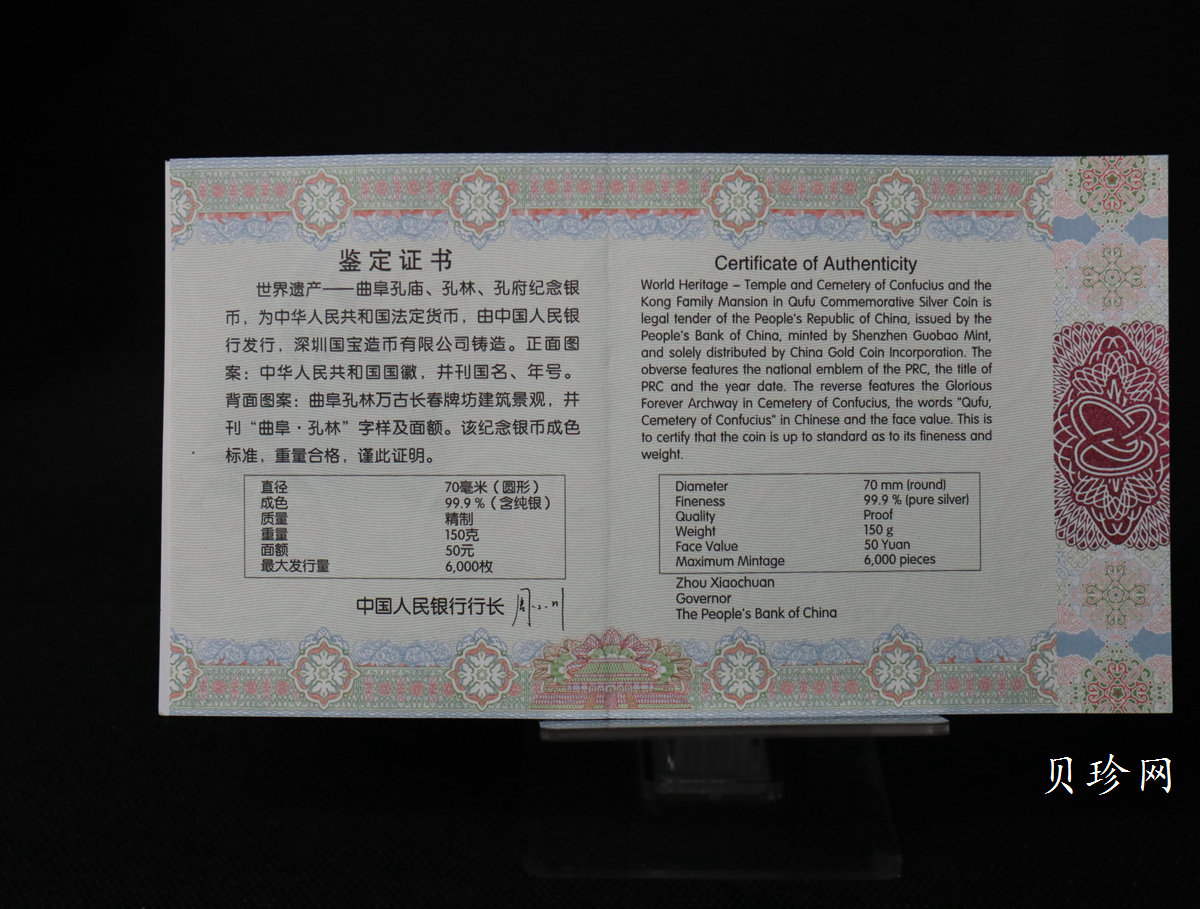 鉴定证书
世界遗产——曲阜孔庙、孔林、孔府纪念银
币，为中华人民共和国法定货币，由中国人民银
行发行，深圳国宝造币有限公司铸造。正面图
案：中华人民共和国国徽，并刊国名、年号。
背面图案：曲阜孔林万古长春牌坊建筑景观，并
刊“曲阜·孔林”字样及面额。该纪念银币成色
标准，重量合格，谨此证明。
直径 70毫米（圆形）
成色 99.9％（含纯银）
质量 精制
重量 150克
面额 50元
最大发行量 6,000枚
中国人民银行行长
Certificate of Authenticity
World Heritage – Temple and Cemetery of Confucius and the
Kong Family Mansion in Qufu Commemorative Silver Coin is
legal tender of the People's Republic of China, issued by the
People's Bank of China, minted by Shenzhen Guobao Mint,
and solely distributed by China Gold Coin Incorporation. The
obverse features the national emblem of the PRC, the title of
PRC and the year date. The reverse features the Glorious
Forever Archway in Cemetery of Confucius, the words "Qufu,
Cemetery of Confucius" in Chinese and the face value. This is
to certify that the coin is up to standard as to its fineness and
weight.
Diameter 70 mm (round)
Fineness 99.9 % (pure silver)
Quality Proof
Weight 150 g
Face Value 50 Yuan
Maximum Mintage 6,000 pieces
Zhou Xiaochuan
Governor
The People's Bank of China
贝珍网